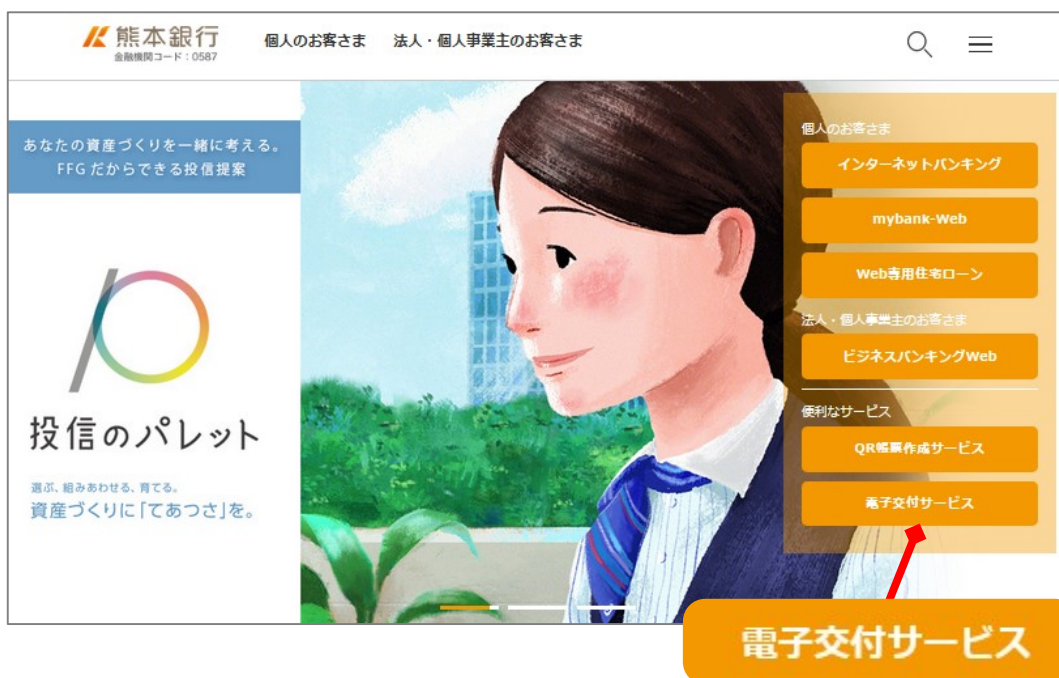 熊本銀行
金融機関コード：0587
個人のお客さま 法人・個人事業主のお客さま
あなたの資産づくりを一緒に考える。
FFGだからできる投信提案
投信のパレット
選ぶ、組みあわせる、育てる。
資産づくりに「てあつさ」を。
個人のお客さま
インターネットバンキング
mybank-Web
Web専用住宅ローン
法人・個人事業主のお客さま
ビジネスバンキングWeb
便利なサービス
QR帳票作成サービス
電子交付サービス
電子交付サービス